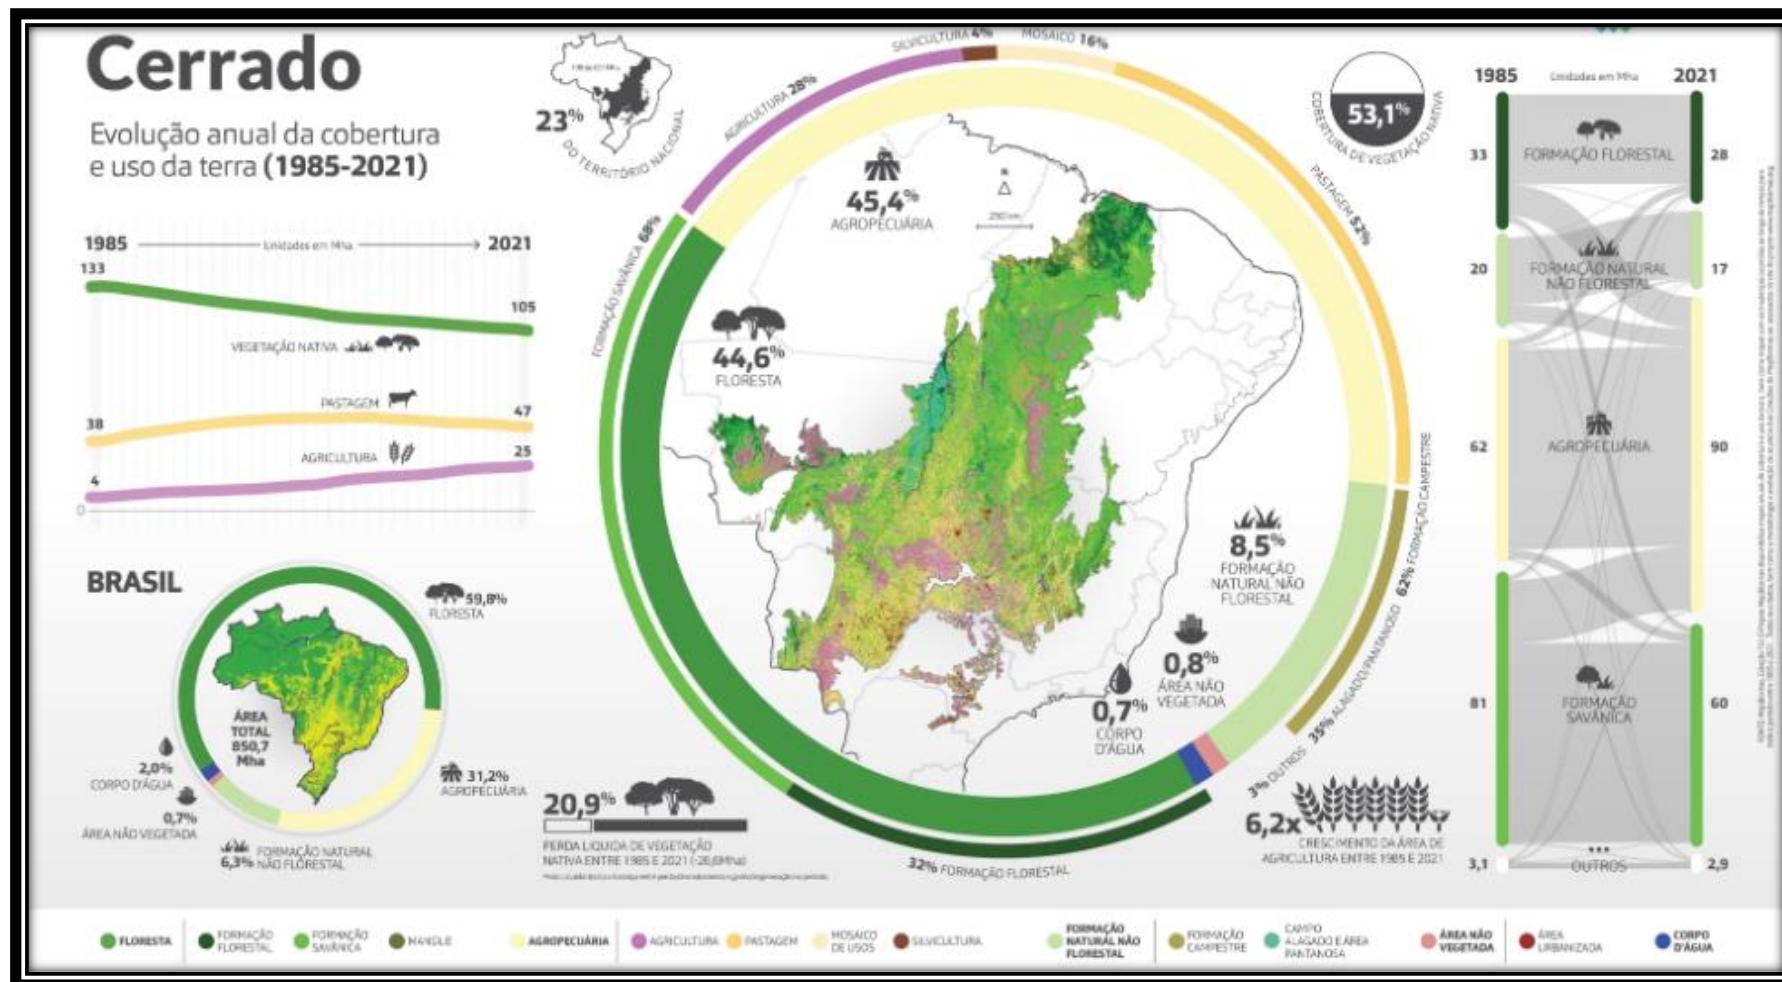 Cerrado
Evolução anual da cobertura
e uso da terra (1985-2021)
1985
Unidades em Mha
2021
133
105
VEGETAÇÃO NATIVA
PASTAGEM
38
47
AGRICULTURA
4
25
0
BRASIL
59,8%
FLORESTA
ÁREA
TOTAL
850,7
Mha
2,0%
CORPO D'ÁGUA
0,7%
ÁREA NÃO VEGETADA
6,3% FORMAÇÃO NATURAL
NÃO FLORESTAL
31,2%
AGROPECUÁRIA
23%
DO TERRITÓRIO NACIONAL
SILVICULTURA 4%
MOSAICO 16%
AGRICULTURA 28%
PASTAGEM 52%
FORMAÇÃO SAVÂNICA 68%
32% FORMAÇÃO FLORESTAL
62% FORMAÇÃO CAMPESTRE
35% ALAGADO/PANTANOSO
3% OUTROS
45,4%
AGROPECUÁRIA
N
250 km
44,6%
FLORESTA
8,5%
FORMAÇÃO
NATURAL NÃO
FLORESTAL
0,8%
ÁREA NÃO
VEGETADA
0,7%
CORPO
D'ÁGUA
53,1%
COBERTURA DE VEGETAÇÃO NATIVA
20,9%
PERDA LIQUIDA DE VEGETAÇÃO
NATIVA ENTRE 1985 E 2021
6,2x
CRESCIMENTO DA ÁREA DE
AGRICULTURA ENTRE 1985 E 2021
1985
Unidades em Mha
2021
33
FORMAÇÃO FLORESTAL
28
20
FORMAÇÃO NATURAL
NÃO FLORESTAL
17
62
AGROPECUÁRIA
90
81
FORMAÇÃO
SAVÂNICA
60
3,1
OUTROS
2,9
FLORESTA
FORMAÇÃO
FLORESTAL
FORMAÇÃO
SAVÂNICA
MANGUE
AGROPECUÁRIA
AGRICULTURA
PASTAGEM
MOSAICO
DE USOS
SILVICULTURA
FORMAÇÃO
NATURAL NÃO
FLORESTAL
FORMAÇÃO
CAMPESTRE
CAMPO
ALAGADO E ÁREA
PANTANOSA
ÁREA NÃO
VEGETADA
ÁREA
URBANIZADA
CORPO
D'ÁGUA